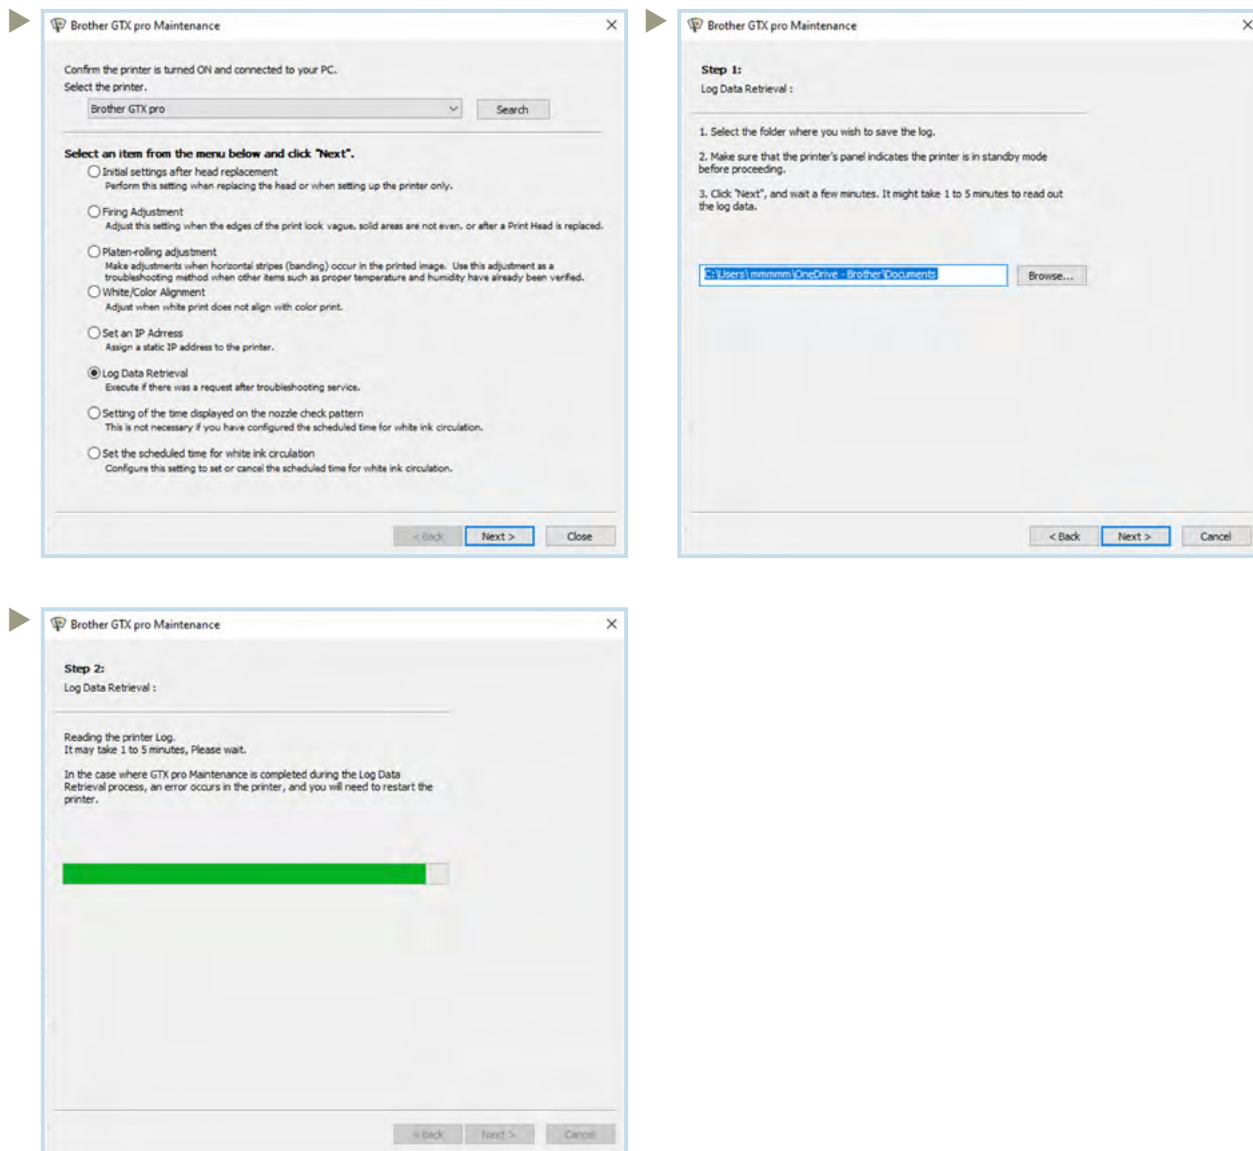 Brother GTX pro Maintenance
Confirm the printer is turned ON and connected to your PC.
Select the printer.
Brother GTX pro
Search
Select an item from the menu below and click "Next".
Initial settings after head replacement
Perform this setting when replacing the head or when setting up the printer only.
Firing Adjustment
Adjust this setting when the edges of the print look vague, solid areas are not even, or after a Print Head is replaced.
Platen-rolling adjustment
Make adjustments when horizontal stripes (banding) occur in the printed image. Use this adjustment as a
troubleshooting method when other items such as proper temperature and humidity have already been verified.
White/Color Alignment
Adjust when white print does not align with color print.
Set an IP Adrress
Assign a static IP address to the printer.
Log Data Retrieval
Execute if there was a request after troubleshooting service.
Setting of the time displayed on the nozzle check pattern
This is not necessary if you have configured the scheduled time for white ink circulation.
Set the scheduled time for white ink circulation
Configure this setting to set or cancel the scheduled time for white ink circulation.
< Back
Next >
Close
Brother GTX pro Maintenance
Step 1:
Log Data Retrieval :
1. Select the folder where you wish to save the log.
2. Make sure that the printer's panel indicates the printer is in standby mode
before proceeding.
3. Click "Next", and wait a few minutes. It might take 1 to 5 minutes to read out
the log data.
C:\Users\mmmmm\OneDrive - Brother\Documents
Browse...
< Back
Next >
Cancel
Brother GTX pro Maintenance
Step 2:
Log Data Retrieval :
Reading the printer Log.
It may take 1 to 5 minutes, Please wait.
In the case where GTX pro Maintenance is completed during the Log Data
Retrieval process, an error occurs in the printer, and you will need to restart the
printer.
< Back
Next >
Cancel